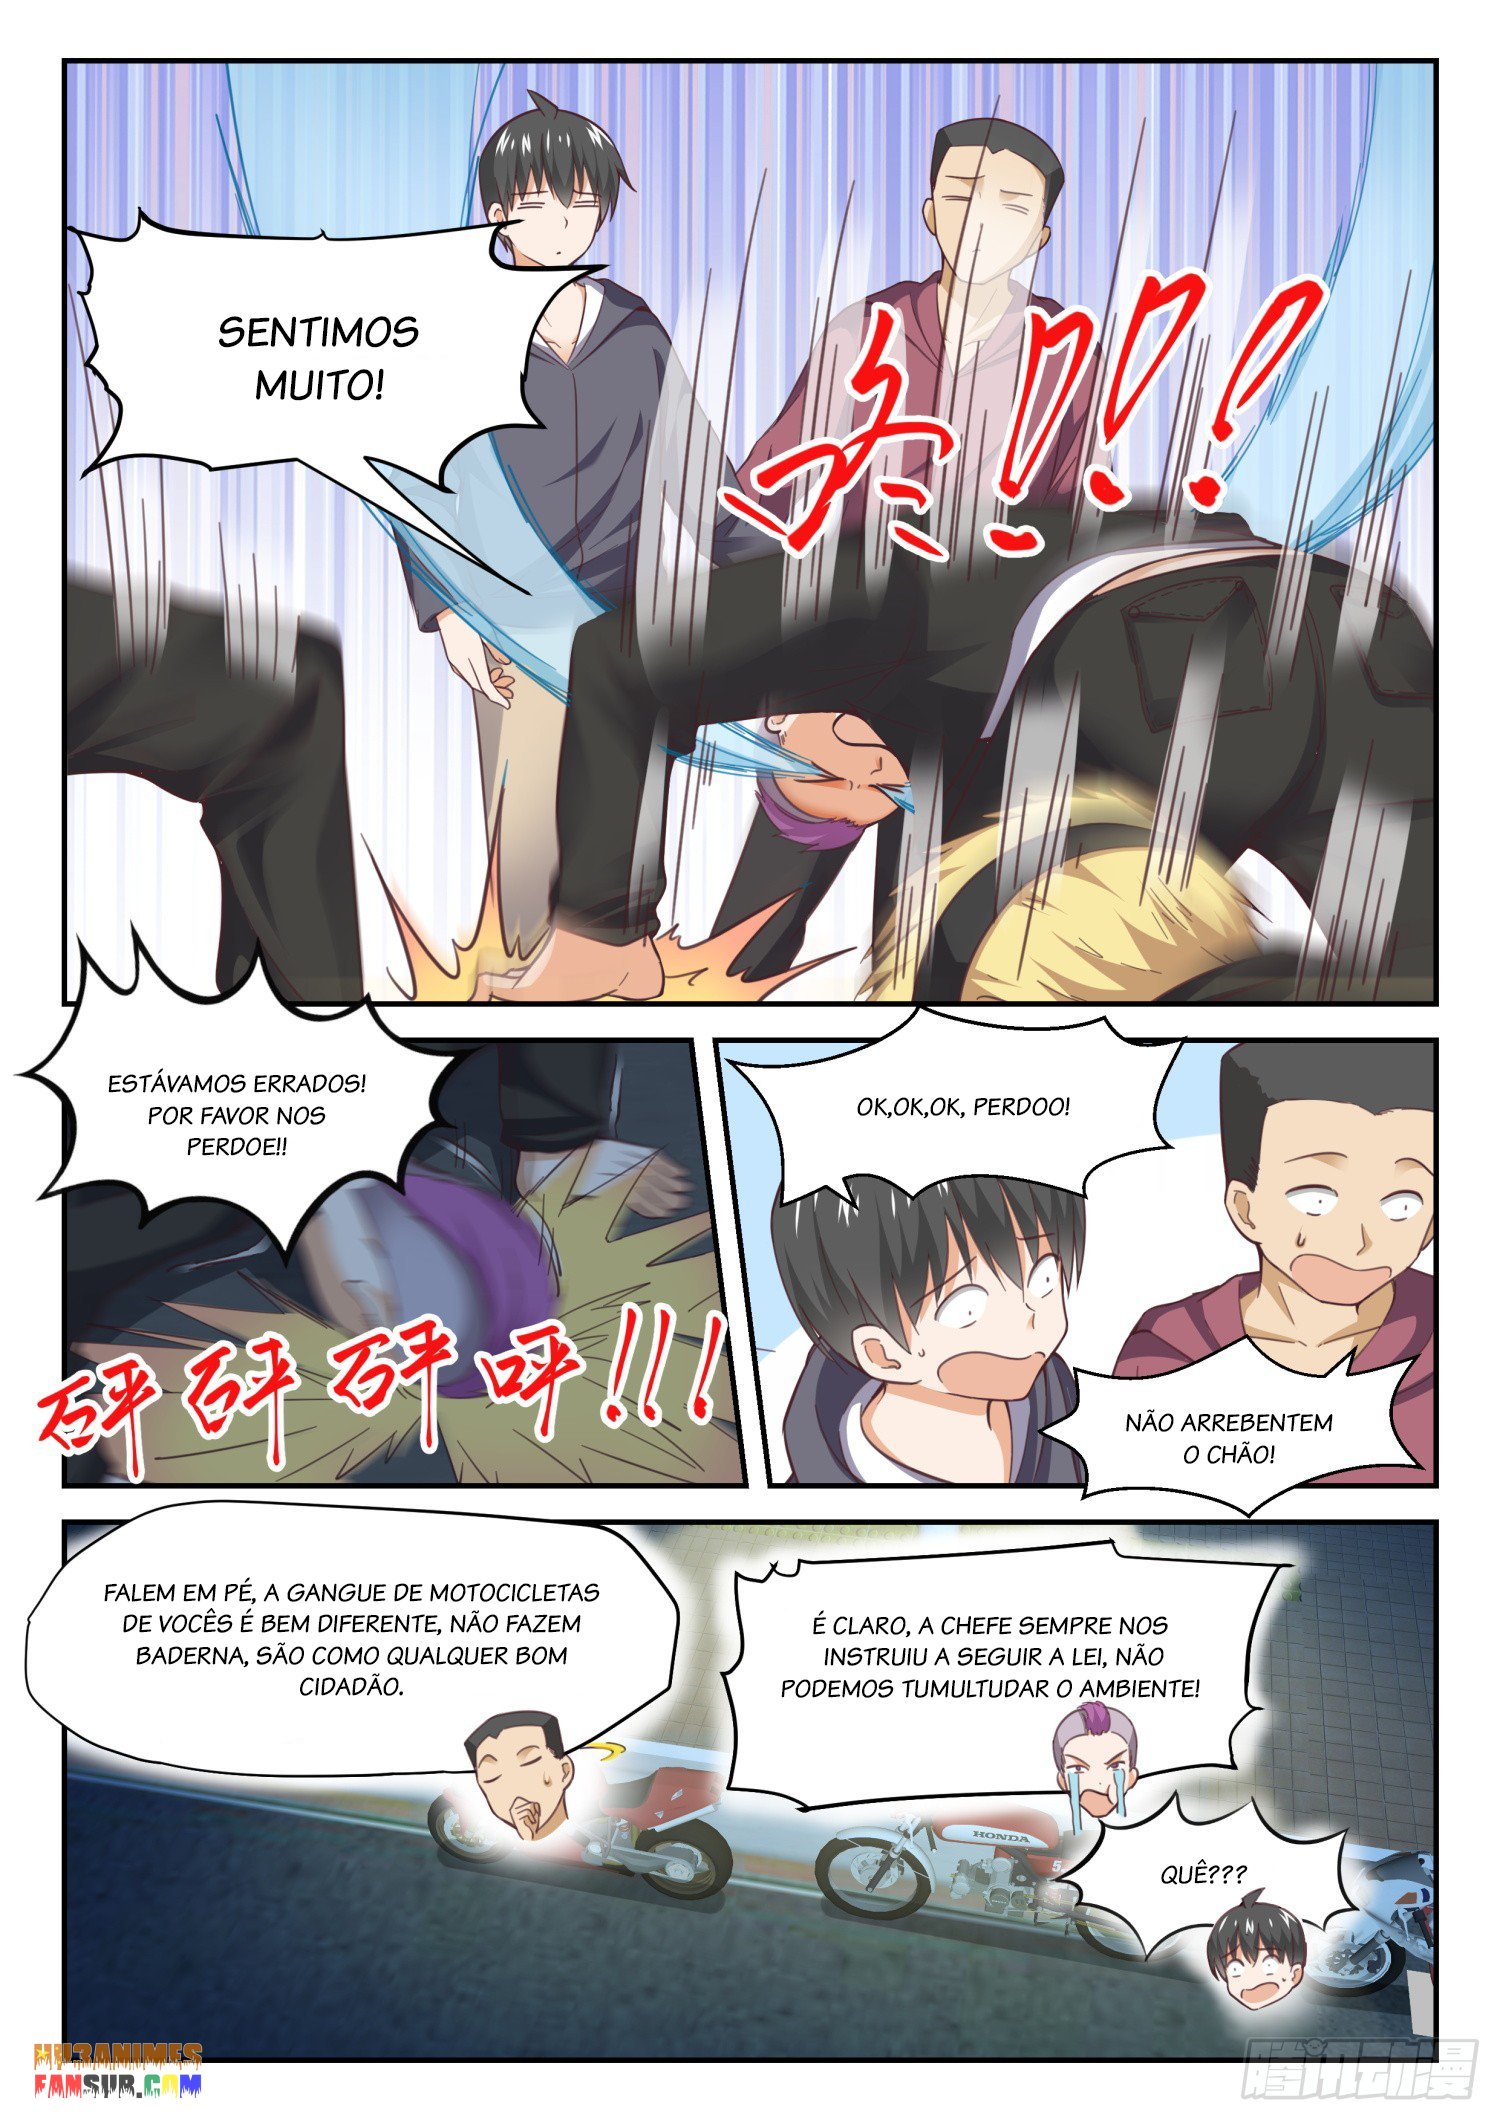 SENTIMOS
MUITO!
!!!
ESTÁVAMOS ERRADOS!
POR FAVOR NOS
PERDOE!!
砰砰砰呯!!!
OK,OK,OK, PERDOO!
NÃO ARREBENTEM
O CHÃO!
FALEM EM PÉ, A GANGUE DE MOTOCICLETAS
DE VOCÊS É BEM DIFERENTE, NÃO FAZEM
BADERNA, SÃO COMO QUALQUER BOM
CIDADÃO.
É CLARO, A CHEFE SEMPRE NOS
INSTRUIU A SEGUIR A LEI, NÃO
PODEMOS TUMULTUDAR O AMBIENTE!
HONDA
QUÊ???
HU3ANIMES
FANSUB.COM
腾讯动漫